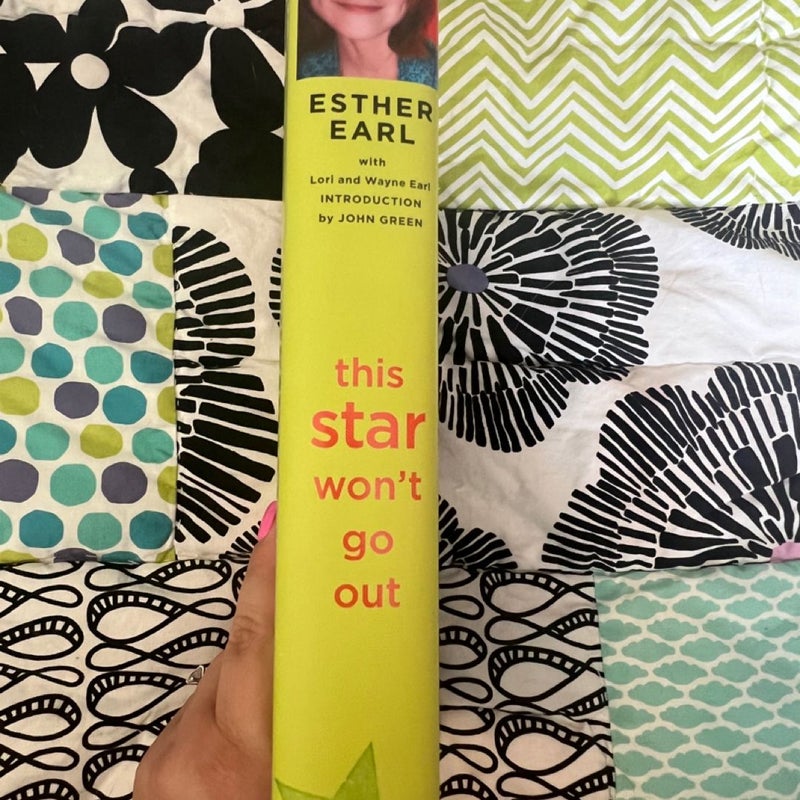 ESTHER
EARL
with
Lori and Wayne Earl
INTRODUCTION
by JOHN GREEN
this
star
won't
go
out